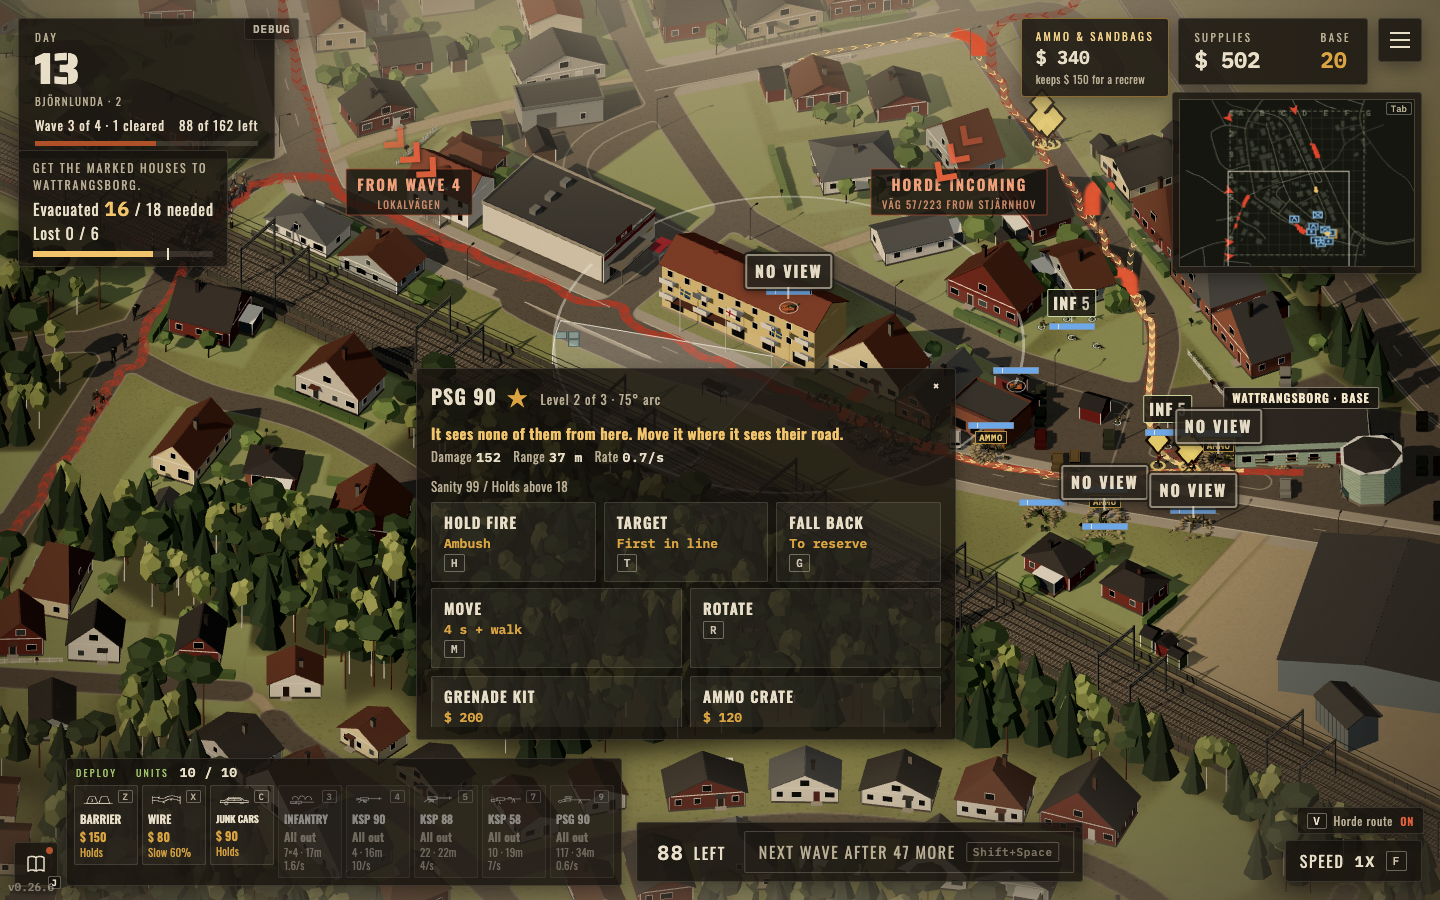 DAY
DEBUG
13
BJÖRNLUNDA · 2
Wave 3 of 4 · 1 cleared 88 of 162 left
GET THE MARKED HOUSES TO
WATTRANGSBORG.
Evacuated 16 / 18 needed
Lost 0 / 6
AMMO & SANDBAGS
$ 340
keeps $ 150 for a recrew
SUPPLIES
$ 502
BASE
20
Tab
FROM WAVE 4
LOKALVÄGEN
HORDE INCOMING
VÄG 57/223 FROM STJÄRNHOV
NO VIEW
INF 5
WATTRANGSBORG · BASE
INF
NO VIEW
AMMO
NO VIEW
NO VIEW
PSG 90 Level 2 of 3 · 75° arc
It sees none of them from here. Move it where it sees their road.
Damage 152 Range 37 m Rate 0.7/s
Sanity 99 / Holds above 18
HOLD FIRE
Ambush
H
TARGET
First in line
T
FALL BACK
To reserve
G
MOVE
4 s + walk
M
ROTATE
R
GRENADE KIT
$ 200
AMMO CRATE
$ 120
DEPLOY UNITS 10 / 10
Z
BARRIER
$ 150
Holds
X
WIRE
$ 80
Slow 60%
C
JUNK CARS
$ 90
Holds
3
INFANTRY
All out
7×4 · 17m
1.6/s
4
KSP 90
All out
4 · 16m
10/s
5
KSP 88
All out
22 · 22m
4/s
7
KSP 58
All out
10 · 19m
7/s
9
PSG 90
All out
117 · 34m
0.6/s
J
v0.26.6
88 LEFT
NEXT WAVE AFTER 47 MORE Shift+Space
V Horde route ON
SPEED 1X F